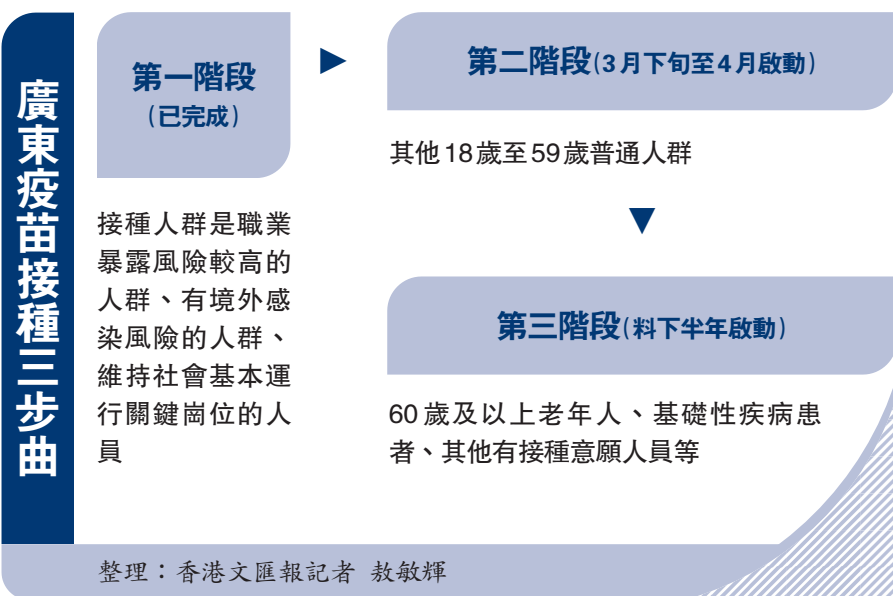 廣東疫苗接種三步曲
第一階段
(已完成)
接種人群是職業
暴露風險較高的
人群、有境外感
染風險的人群、
維持社會基本運
行關鍵崗位的人
員
第二階段(3月下旬至4月啟動)
其他18歲至59歲普通人群
第三階段(料下半年啟動)
60歲及以上老年人、基礎性疾病患
者、其他有接種意願人員等
整理：香港文匯報記者 敖敏輝